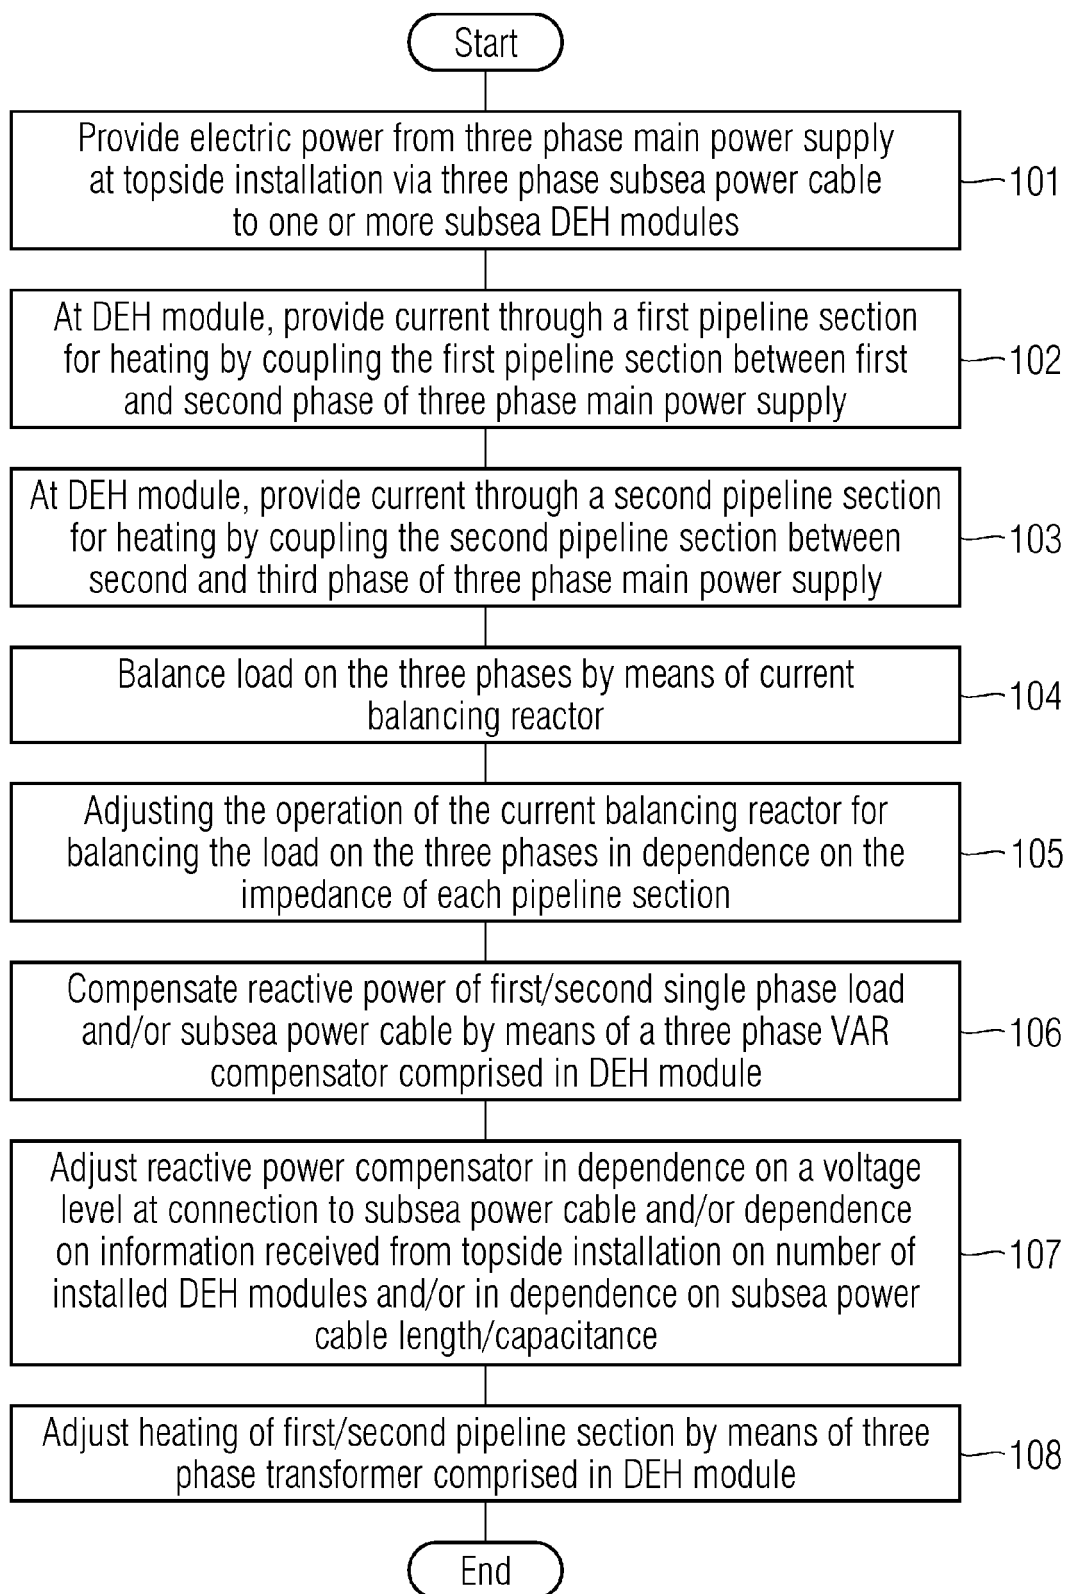 Start
Provide electric power from three phase main power supply
at topside installation via three phase subsea power cable
to one or more subsea DEH modules
101
At DEH module, provide current through a first pipeline section
for heating by coupling the first pipeline section between first
and second phase of three phase main power supply
102
At DEH module, provide current through a second pipeline section
for heating by coupling the second pipeline section between
second and third phase of three phase main power supply
103
Balance load on the three phases by means of current
balancing reactor
104
Adjusting the operation of the current balancing reactor for
balancing the load on the three phases in dependence on the
impedance of each pipeline section
105
Compensate reactive power of first/second single phase load
and/or subsea power cable by means of a three phase VAR
compensator comprised in DEH module
106
Adjust reactive power compensator in dependence on a voltage
level at connection to subsea power cable and/or dependence
on information received from topside installation on number of
installed DEH modules and/or in dependence on subsea power
cable length/capacitance
107
Adjust heating of first/second pipeline section by means of three
phase transformer comprised in DEH module
108
End